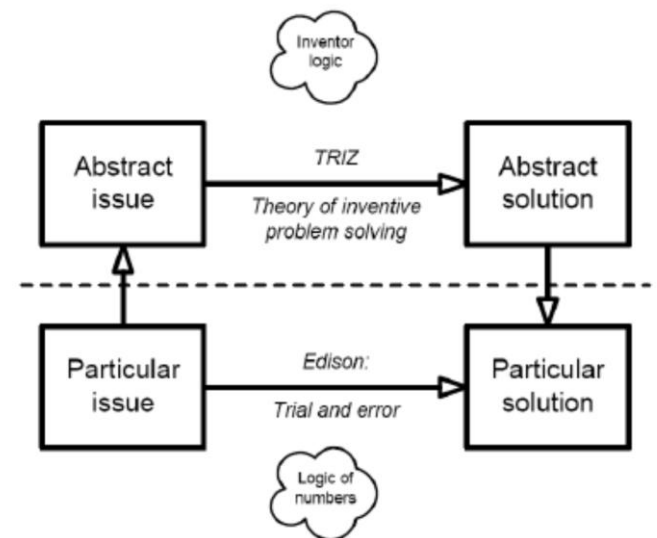 Inventor
logic
Abstract
issue
TRIZ
Theory of inventive
problem solving
Abstract
solution
Particular
issue
Edison:
Trial and error
Particular
solution
Logic of
numbers